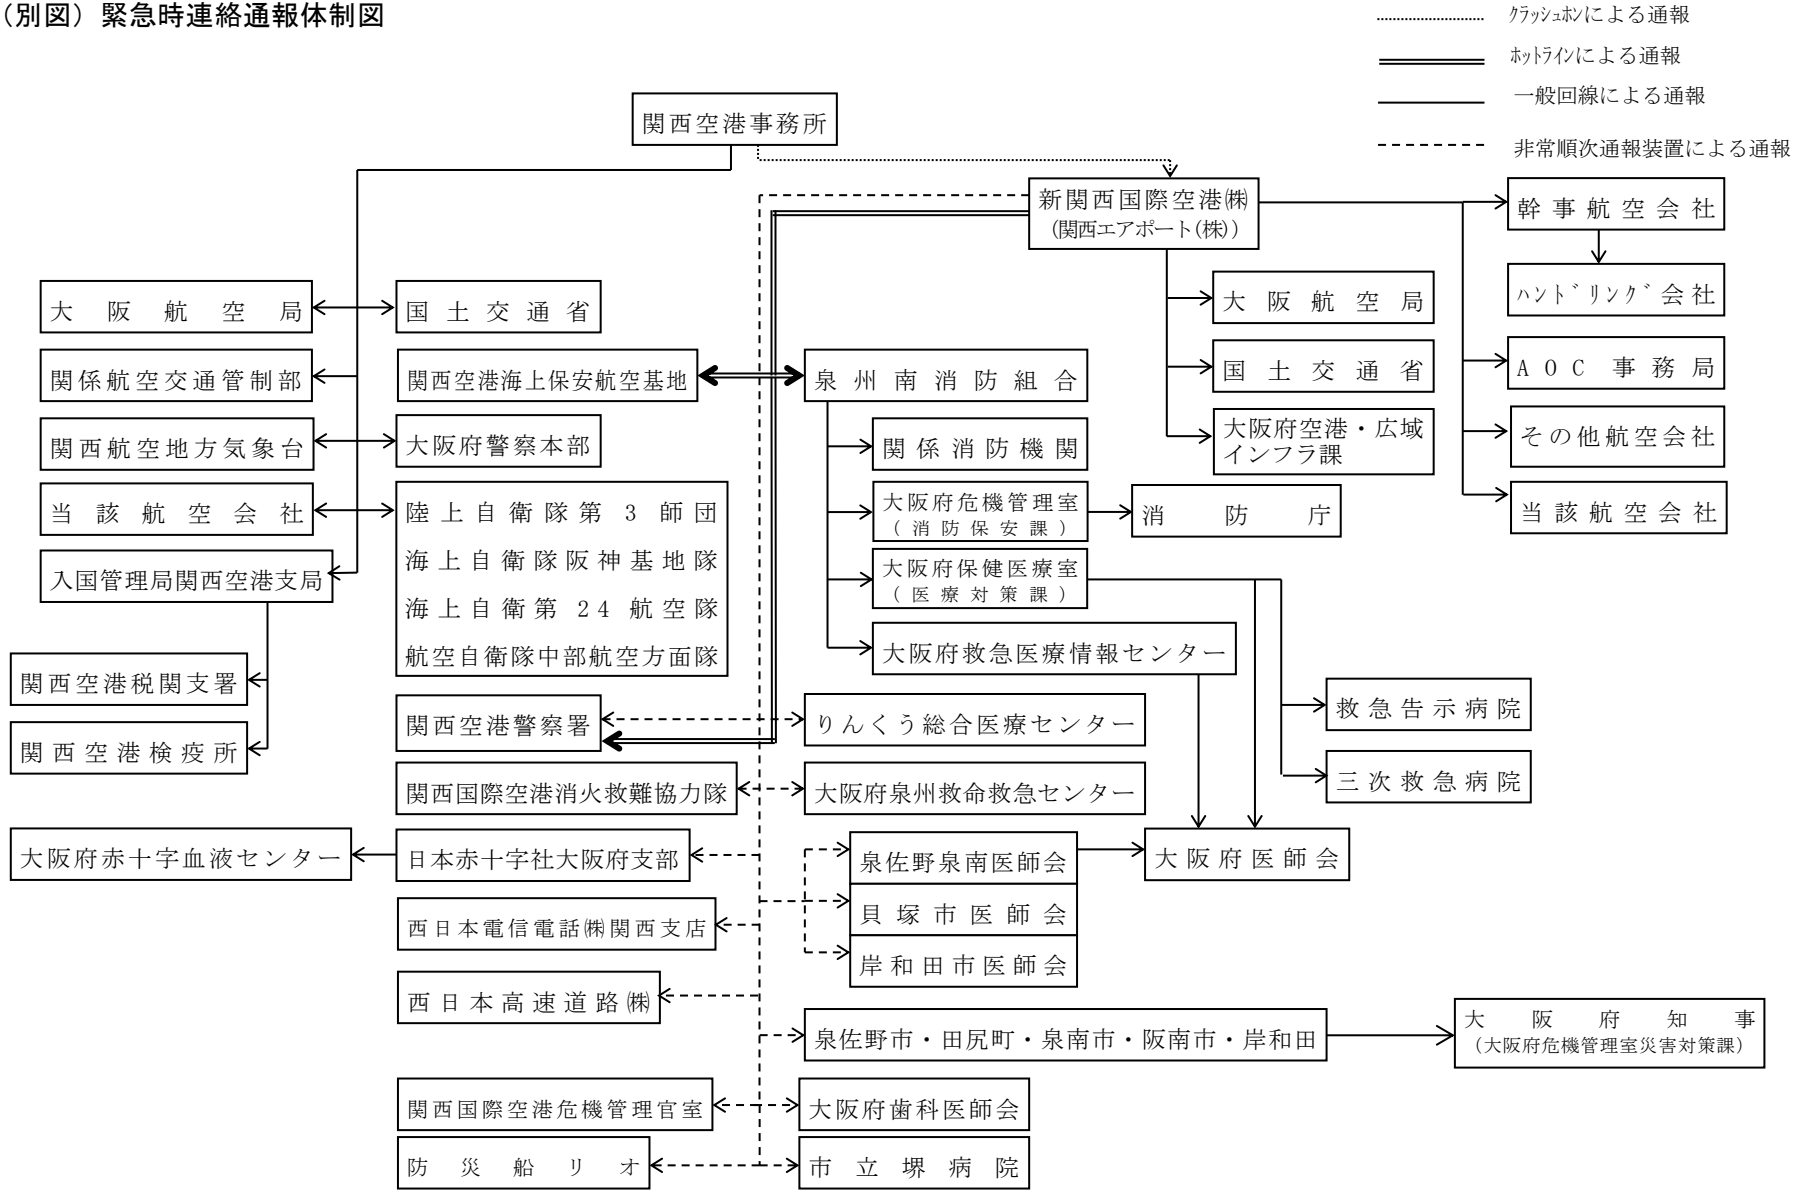 （別図）緊急時連絡通報体制図
ｸﾗｯｼｭﾎﾝによる通報
ﾎｯﾄﾗｲﾝによる通報
一般回線による通報
非常順次通報装置による通報
関西空港事務所
新関西国際空港㈱
（関西エアポート（株））
幹事航空会社
ﾊﾝﾄﾞﾘﾝｸﾞ会社
AOC事務局
その他航空会社
当該航空会社
大阪航空局
国土交通省
大阪府空港・広域
インフラ課
大阪航空局
国土交通省
関係航空交通管制部
関西空港海上保安航空基地
泉州南消防組合
関西航空地方気象台
大阪府警察本部
関係消防機関
当該航空会社
陸上自衛隊第3師団
海上自衛隊阪神基地隊
海上自衛第24航空隊
航空自衛隊中部航空方面隊
大阪府危機管理室
（消防保安課）
消防庁
入国管理局関西空港支局
大阪府保健医療室
（医療対策課）
大阪府救急医療情報センター
関西空港税関支署
関西空港検疫所
関西空港警察署
りんくう総合医療センター
救急告示病院
三次救急病院
関西国際空港消火救難協力隊
大阪府泉州救命救急センター
大阪府赤十字血液センター
日本赤十字社大阪府支部
泉佐野泉南医師会
貝塚市医師会
岸和田市医師会
大阪府医師会
西日本電信電話㈱関西支店
西日本高速道路㈱
泉佐野市・田尻町・泉南市・阪南市・岸和田
大阪府知事
（大阪府危機管理室災害対策課）
関西国際空港危機管理官室
大阪府歯科医師会
防災船リオ
市立堺病院